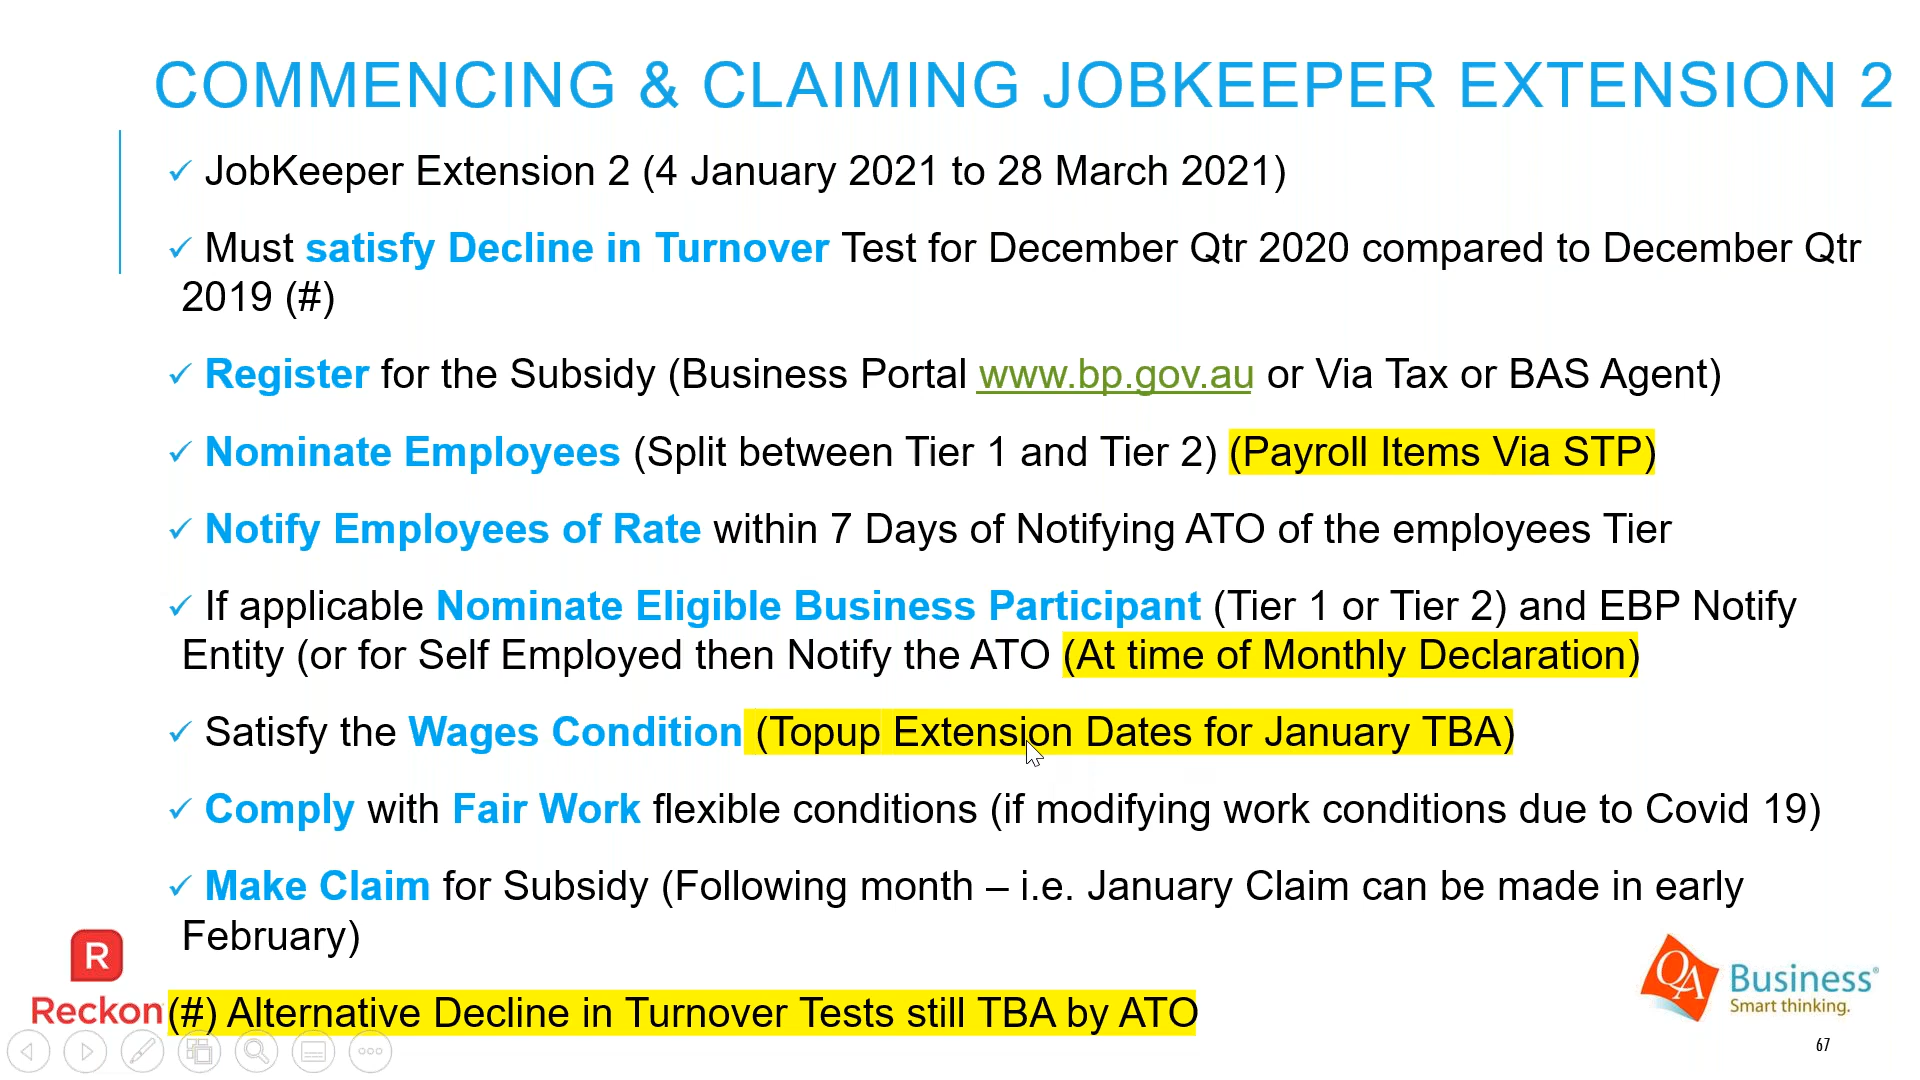 COMMENCING & CLAIMING JOBKEEPER EXTENSION 2
✓ JobKeeper Extension 2 (4 January 2021 to 28 March 2021)
✓ Must satisfy Decline in Turnover Test for December Qtr 2020 compared to December Qtr
2019 (#)
✓ Register for the Subsidy (Business Portal www.bp.gov.au or Via Tax or BAS Agent)
✓ Nominate Employees (Split between Tier 1 and Tier 2) (Payroll Items Via STP)
✓ Notify Employees of Rate within 7 Days of Notifying ATO of the employees Tier
✓ If applicable Nominate Eligible Business Participant (Tier 1 or Tier 2) and EBP Notify
Entity (or for Self Employed then Notify the ATO (At time of Monthly Declaration)
✓ Satisfy the Wages Condition (Topup Extension Dates for January TBA)
✓ Comply with Fair Work flexible conditions (if modifying work conditions due to Covid 19)
✓ Make Claim for Subsidy (Following month – i.e. January Claim can be made in early
February)
(#) Alternative Decline in Turnover Tests still TBA by ATO
R
Reckon
QA Business®
Smart thinking.
67